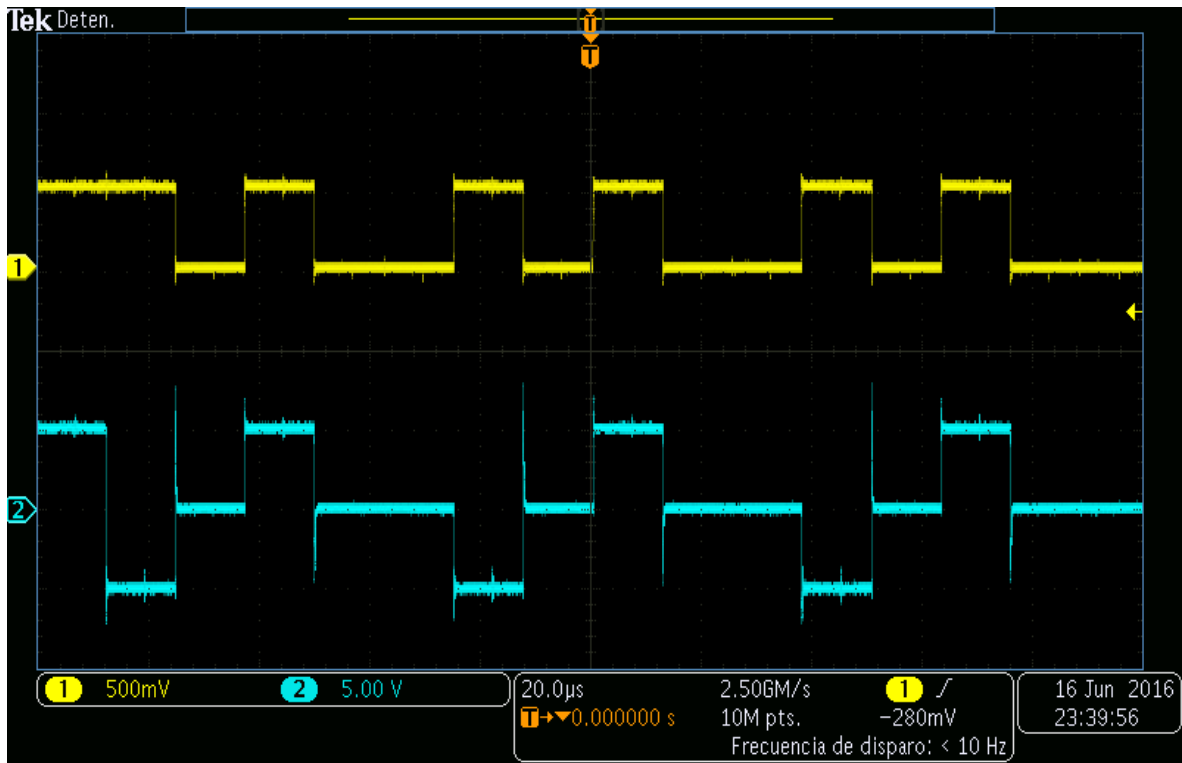 Tek Deten.
T
T
1
2
1 500mV 2 5.00 V
20.0µs 2.50GM/s 1
T→▼0.000000 s 10M pts. −280mV
Frecuencia de disparo: < 10 Hz
16 Jun 2016
23:39:56